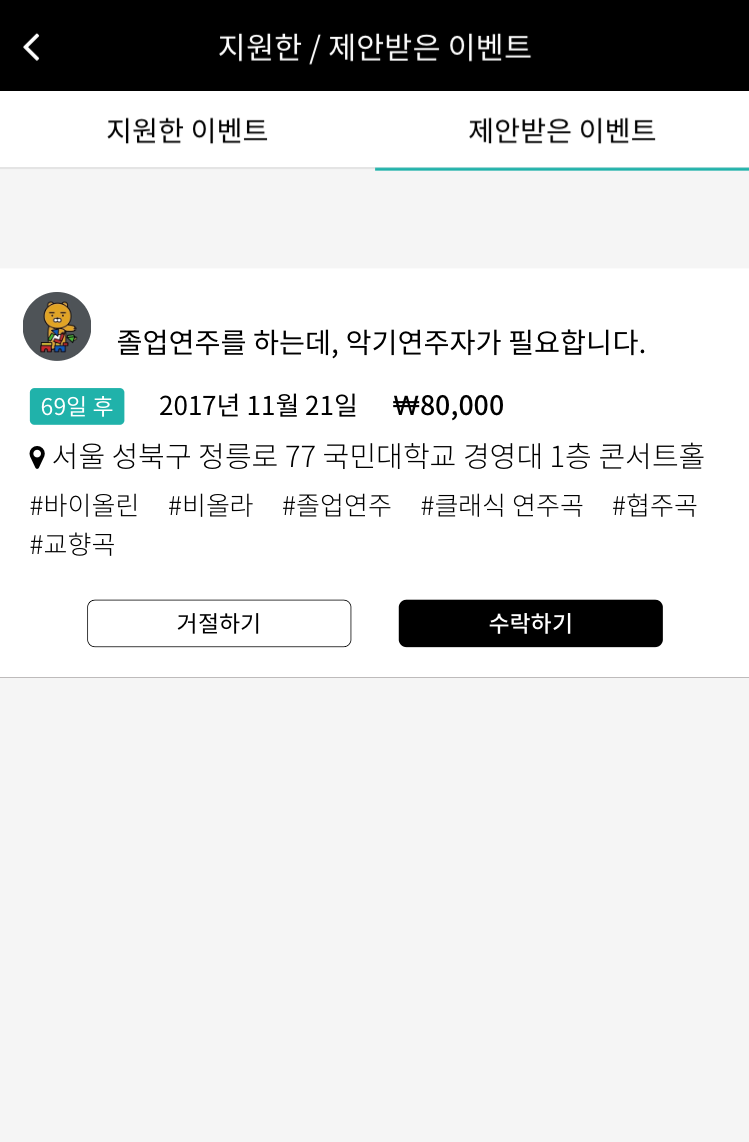 지원한 / 제안받은 이벤트
지원한 이벤트 제안받은 이벤트
졸업연주를 하는데, 악기연주자가 필요합니다.
69일 후 2017년 11월 21일 ₩80,000
서울 성북구 정릉로 77 국민대학교 경영대 1층 콘서트홀
#바이올린 #비올라 #졸업연주 #클래식 연주곡 #협주곡
#교향곡
거절하기 수락하기